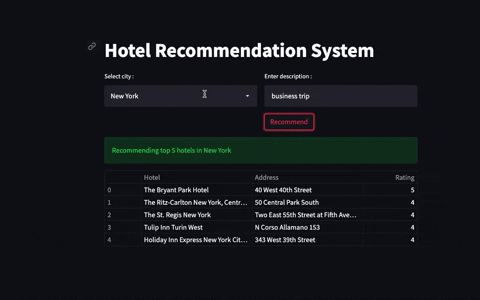 Hotel Recommendation System
Select city :
Enter description :
New York
business trip
Recommend
Recommending top 5 hotels in New York
Hotel Address Rating
0 The Bryant Park Hotel 40 West 40th Street 5
1 The Ritz-Carlton New York, Centr… 50 Central Park South 4
2 The St. Regis New York Two East 55th Street at Fifth Ave… 4
3 Tulip Inn Turin West N Corso Allamano 153 4
4 Holiday Inn Express New York Cit… 343 West 39th Street 4